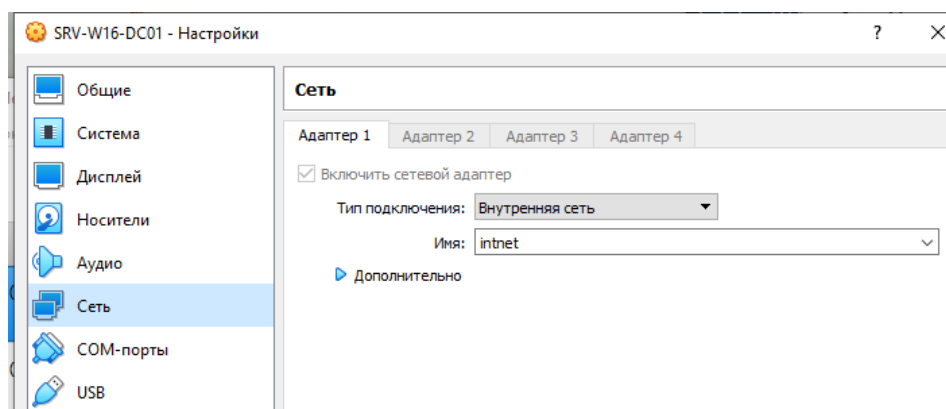 SRV-W16-DC01 - Настройки ?
Общие
Система
Дисплей
Носители
Аудио
Сеть
COM-порты
USB
Сеть
Адаптер 1 Адаптер 2 Адаптер 3 Адаптер 4
Включить сетевой адаптер
Тип подключения: Внутренняя сеть
Имя: intnet
Дополнительно